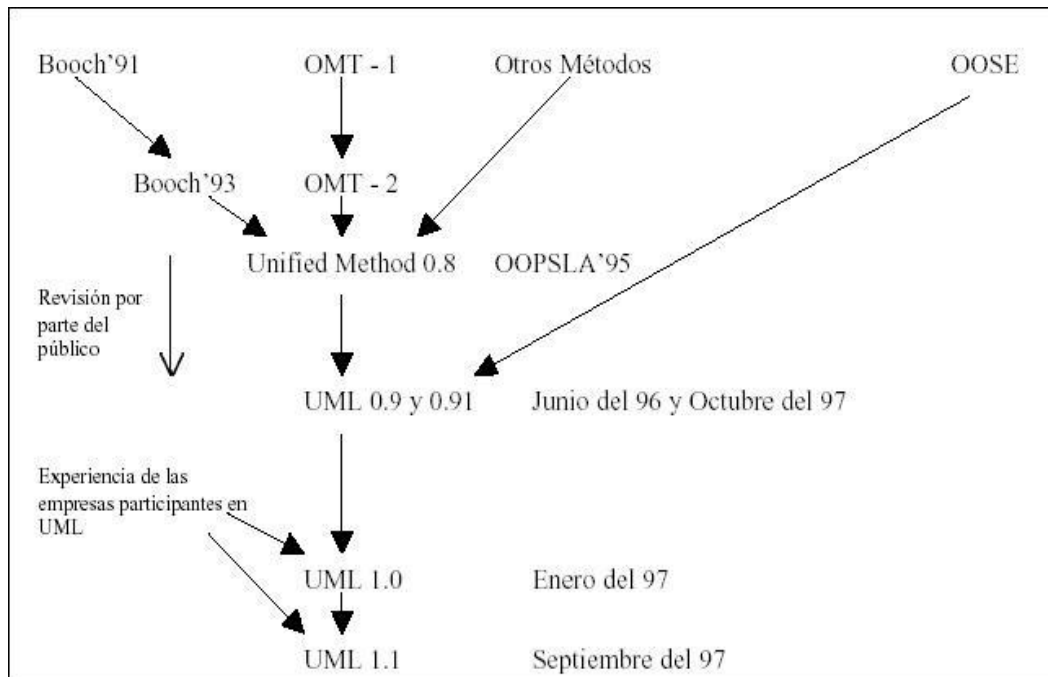 Booch’91
OMT - 1
Otros Métodos
OOSE
Booch’93
OMT - 2
Unified Method 0.8
OOPSLA’95
Revisión por
parte del
público
UML 0.9 y 0.91
Junio del 96 y Octubre del 97
Experiencia de las
empresas participantes en
UML
UML 1.0
Enero del 97
UML 1.1
Septiembre del 97